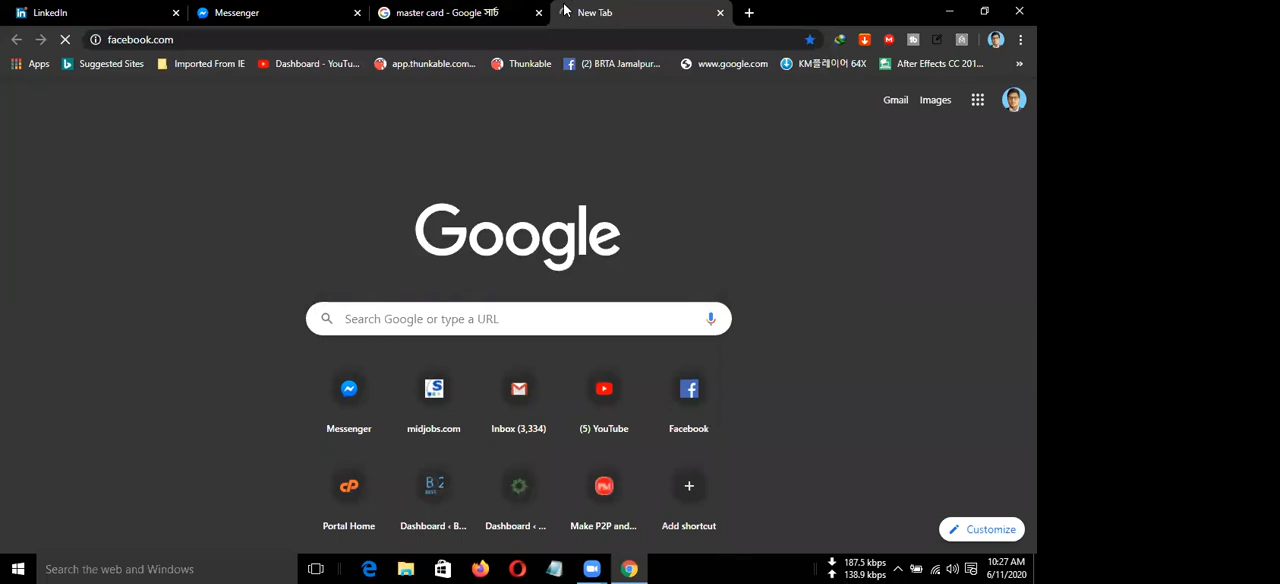 LinkedIn
Messenger
master card - Google সার্চ
New Tab
facebook.com
Apps
Suggested Sites
Imported From IE
Dashboard - YouTu...
app.thunkable.com...
Thunkable
(2) BRTA Jamalpur...
www.google.com
KM플레이어 64X
After Effects CC 201...
»
Gmail
Images
Google
Search Google or type a URL
Messenger
midjobs.com
Inbox (3,334)
(5) YouTube
Facebook
Portal Home
Dashboard ‹ B...
Dashboard ‹ ...
Make P2P and...
Add shortcut
Customize
Search the web and Windows
187.5 kbps
138.9 kbps
10:27 AM
6/11/2020